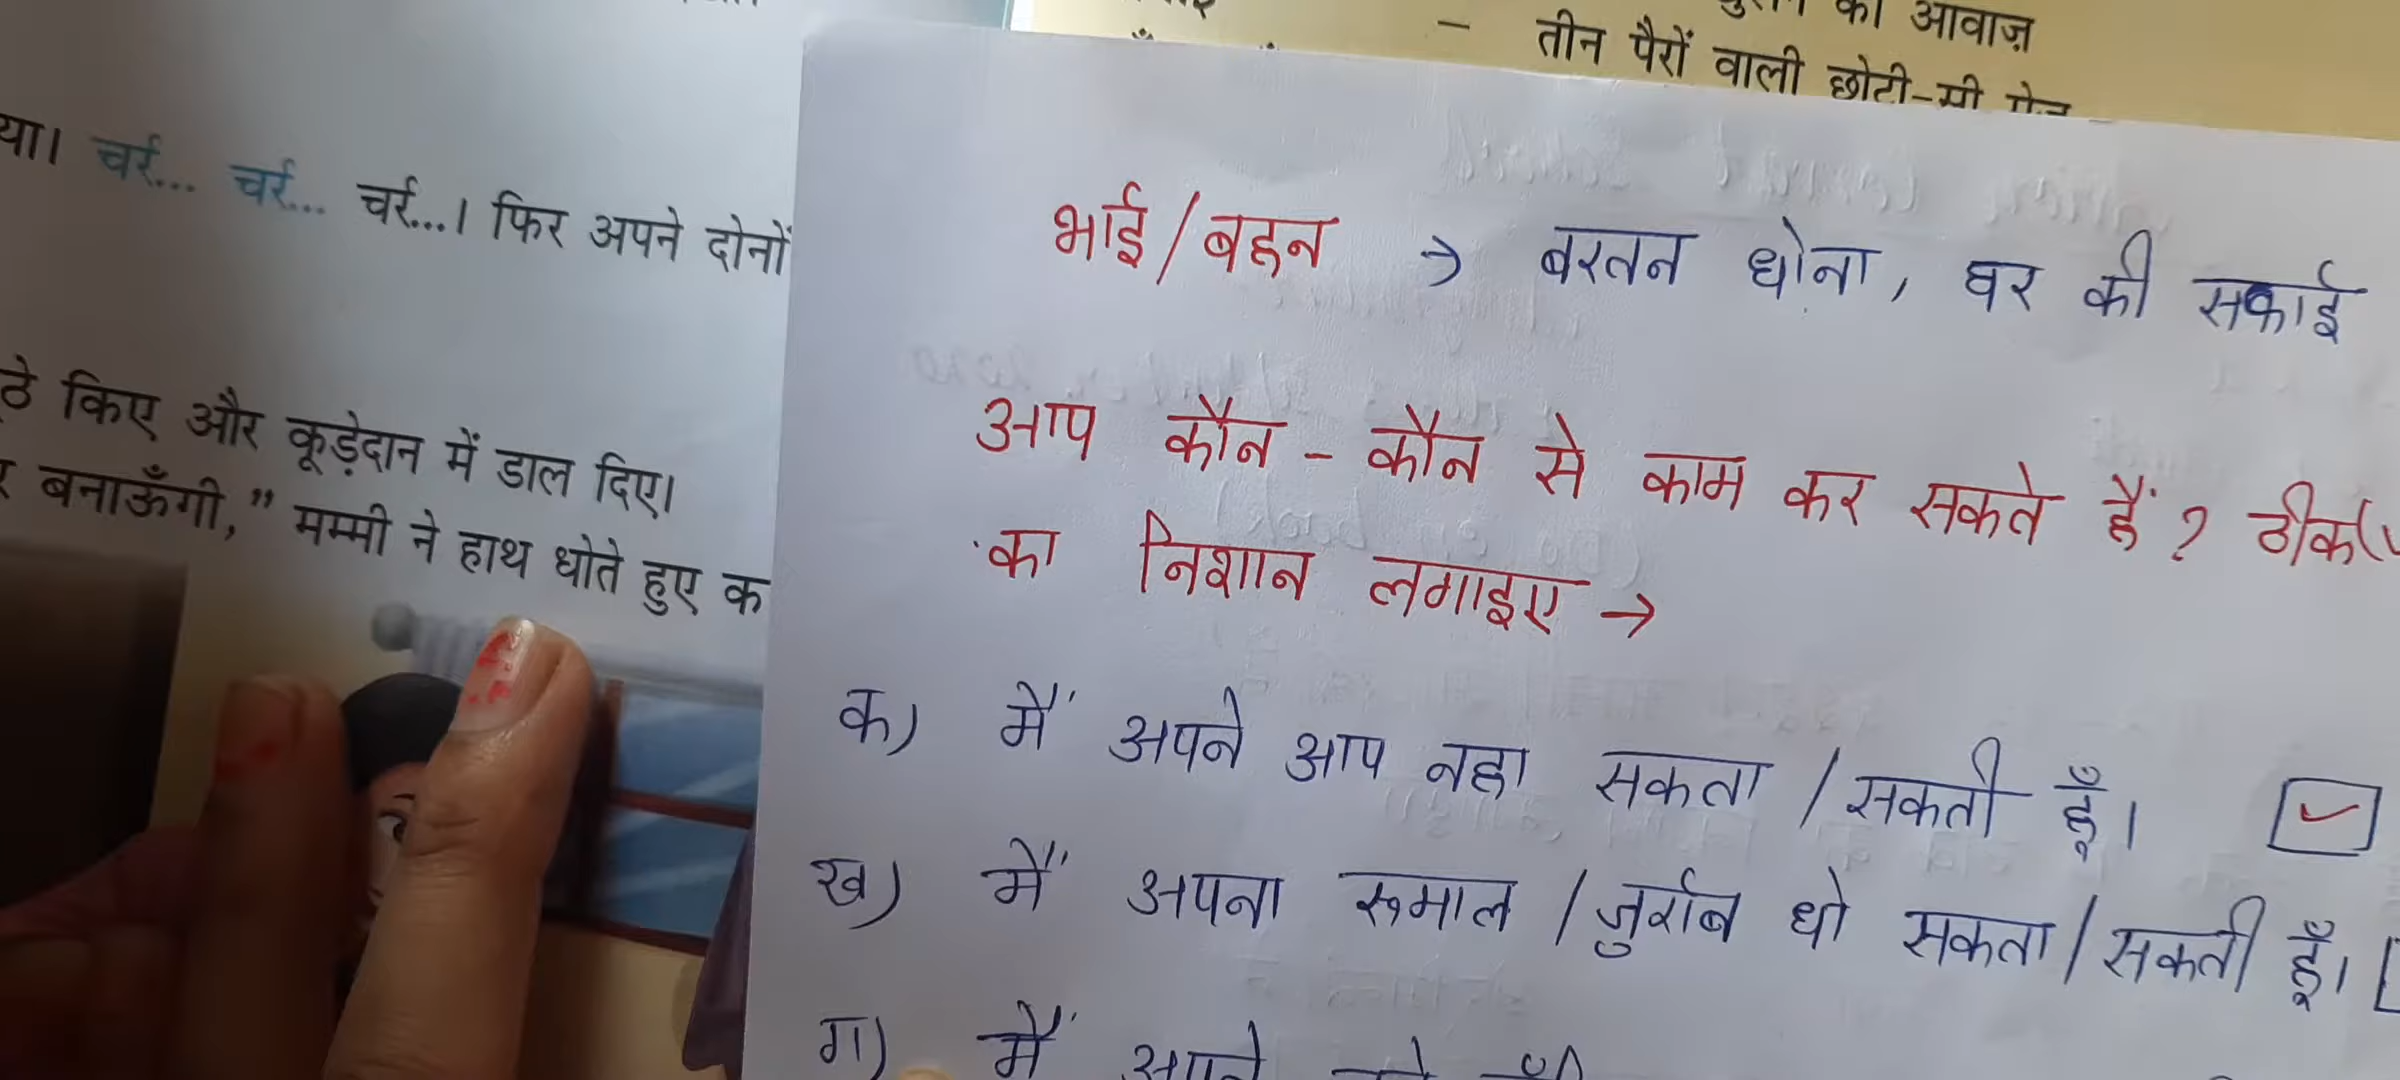 की आवाज़
– तीन पैरों वाली छोटी-सी
या। चर्र... चर्र... चर्र...। फिर अपने दोनों
किए और कूड़ेदान में डाल दिए।
बनाऊँगी,” मम्मी ने हाथ धोते हुए क
भाई/बहन → बरतन धोना, घर की सफाई
आप कौन - कौन से काम कर सकते हैं ? ठीक(
का निशान लगाइए →
क) मैं अपने आप नहा सकता / सकती हूँ। ✓
ख) मैं अपना रूमाल / जुर्राब धो सकता / सकती हूँ।
ग) मैं अपने